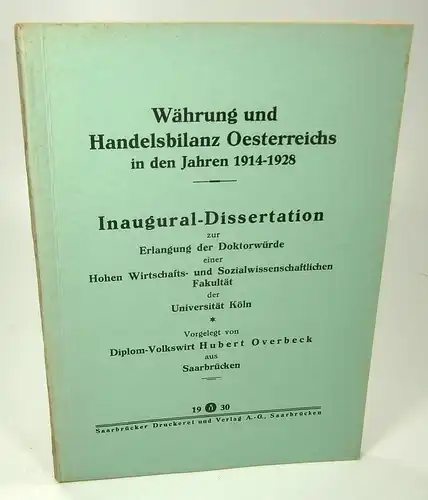 Währung und
Handelsbilanz Oesterreichs
in den Jahren 1914-1928
Inaugural-Dissertation
zur
Erlangung der Doktorwürde
einer
Hohen Wirtschafts- und Sozialwissenschaftlichen
Fakultät
der
Universität Köln
*
Vorgelegt von
Diplom-Volkswirt Hubert Overbeck
aus
Saarbrücken
19 30
Saarbrücker Druckerei und Verlag A.-G., Saarbrücken